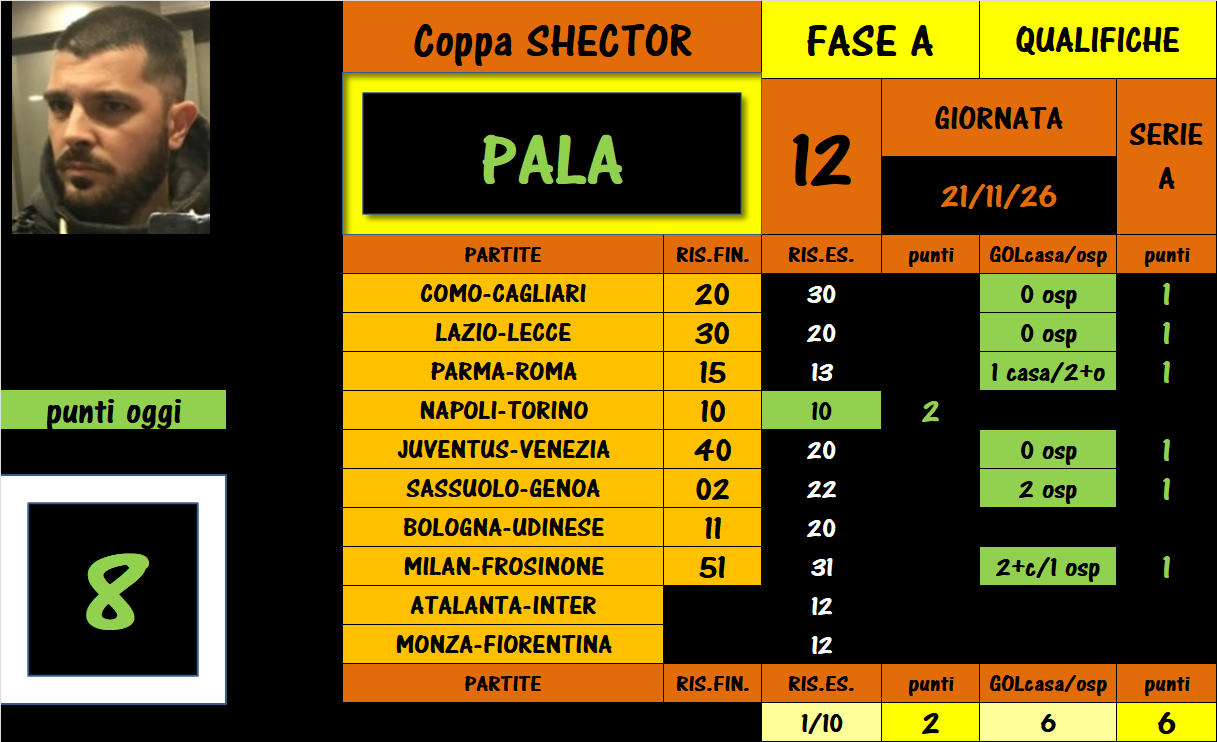 Coppa SHECTOR FASE A QUALIFICHE
PALA 12 GIORNATA SERIE A
21/11/26
PARTITE RIS.FIN. RIS.ES. punti GOLcasa/osp punti
COMO-CAGLIARI 20 30 0 osp 1
LAZIO-LECCE 30 20 0 osp 1
PARMA-ROMA 15 13 1 casa/2+o 1
punti oggi
NAPOLI-TORINO 10 10 2
JUVENTUS-VENEZIA 40 20 0 osp 1
SASSUOLO-GENOA 02 22 2 osp 1
BOLOGNA-UDINESE 11 20
8
MILAN-FROSINONE 51 31 2+c/1 osp 1
ATALANTA-INTER 12
MONZA-FIORENTINA 12
PARTITE RIS.FIN. RIS.ES. punti GOLcasa/osp punti
1/10 2 6 6